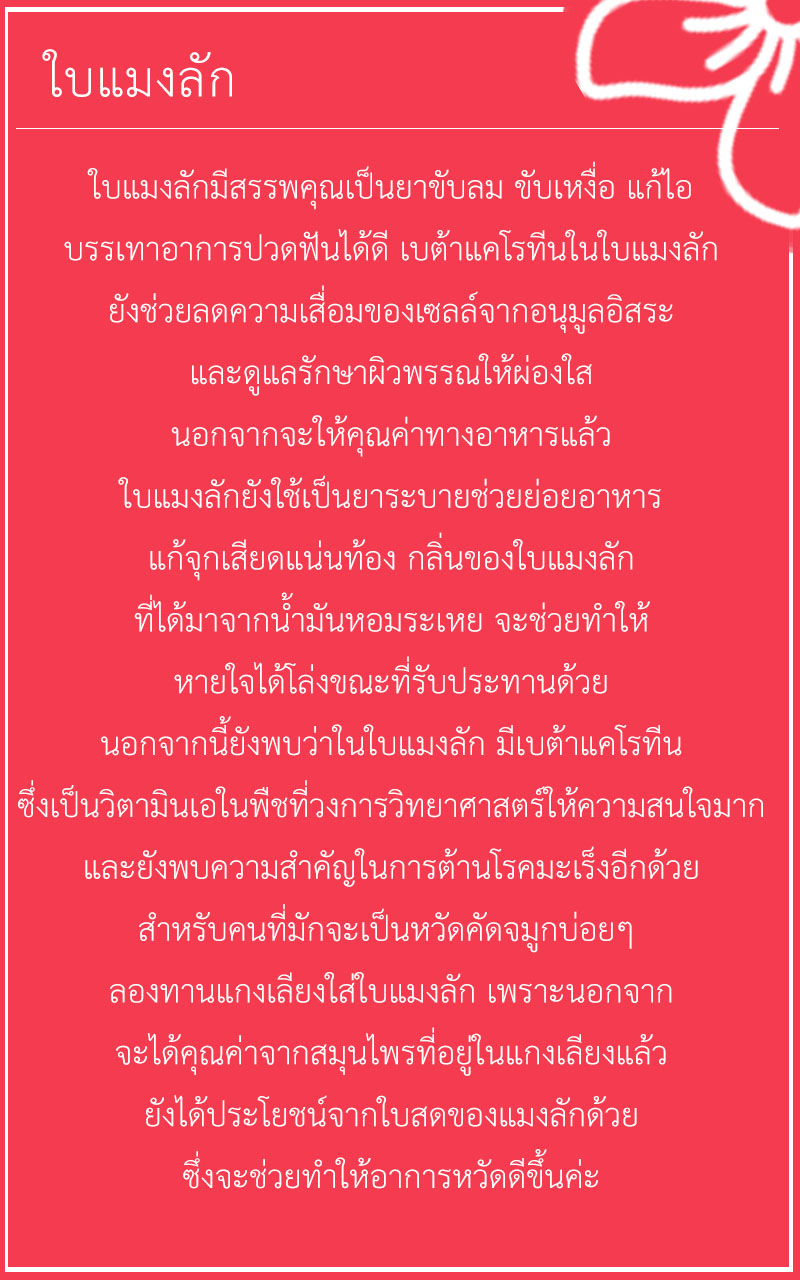 ใบแมงลัก
ใบแมงลักมีสรรพคุณเป็นยาขับลม ขับเหงื่อ แก้ไอ
บรรเทาอาการปวดฟันได้ดี เบต้าแคโรทีนในใบแมงลัก
ยังช่วยลดความเสื่อมของเซลล์จากอนุมูลอิสระ
และดูแลรักษาผิวพรรณให้ผ่องใส
นอกจากจะให้คุณค่าทางอาหารแล้ว
ใบแมงลักยังใช้เป็นยาระบายช่วยย่อยอาหาร
แก้จุกเสียดแน่นท้อง กลิ่นของใบแมงลัก
ที่ได้มาจากน้ำมันหอมระเหย จะช่วยทำให้
หายใจได้โล่งขณะที่รับประทานด้วย
นอกจากนี้ยังพบว่าในใบแมงลัก มีเบต้าแคโรทีน
ซึ่งเป็นวิตามินเอในพืชที่วงการวิทยาศาสตร์ให้ความสนใจมาก
และยังพบความสำคัญในการต้านโรคมะเร็งอีกด้วย
สำหรับคนที่มักจะเป็นหวัดคัดจมูกบ่อยๆ
ลองทานแกงเลียงใส่ใบแมงลัก เพราะนอกจาก
จะได้คุณค่าจากสมุนไพรที่อยู่ในแกงเลียงแล้ว
ยังได้ประโยชน์จากใบสดของแมงลักด้วย
ซึ่งจะช่วยทำให้อาการหวัดดีขึ้นค่ะ